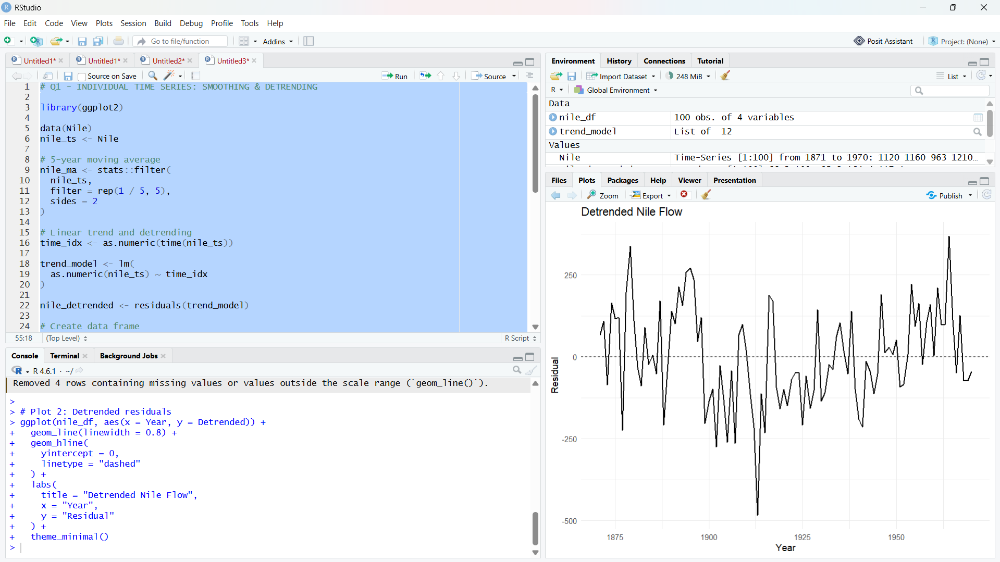 RStudio
File Edit Code View Plots Session Build Debug Profile Tools Help
Go to file/function Addins Posit Assistant Project: (None)
Untitled1* Untitled1* Untitled2* Untitled3*
Source on Save Run Source
1 # Q1 - INDIVIDUAL TIME SERIES: SMOOTHING & DETRENDING
2
3 library(ggplot2)
4
5 data(Nile)
6 nile_ts <- Nile
7
8 # 5-year moving average
9 nile_ma <- stats::filter(
10 nile_ts,
11 filter = rep(1 / 5, 5),
12 sides = 2
13 )
14
15 # Linear trend and detrending
16 time_idx <- as.numeric(time(nile_ts))
17
18 trend_model <- lm(
19 as.numeric(nile_ts) ~ time_idx
20 )
21
22 nile_detrended <- residuals(trend_model)
23
24 # Create data frame
55:18 (Top Level) R Script
Console Terminal Background Jobs
R 4.6.1 · ~/
Removed 4 rows containing missing values or values outside the scale range (`geom_line()`).
>
> # Plot 2: Detrended residuals
> ggplot(nile_df, aes(x = Year, y = Detrended)) +
+ geom_line(linewidth = 0.8) +
+ geom_hline(
+ yintercept = 0,
+ linetype = "dashed"
+ ) +
+ labs(
+ title = "Detrended Nile Flow",
+ x = "Year",
+ y = "Residual"
+ ) +
+ theme_minimal()
>
Environment History Connections Tutorial
Import Dataset 248 MiB List
R Global Environment
Data
nile_df 100 obs. of 4 variables
trend_model List of 12
Values
Nile Time-Series [1:100] from 1871 to 1970: 1120 1160 963 1210...
Files Plots Packages Help Viewer Presentation
Zoom Export Publish
Detrended Nile Flow
250
0
-250
-500
Residual
1875 1900 1925 1950
Year